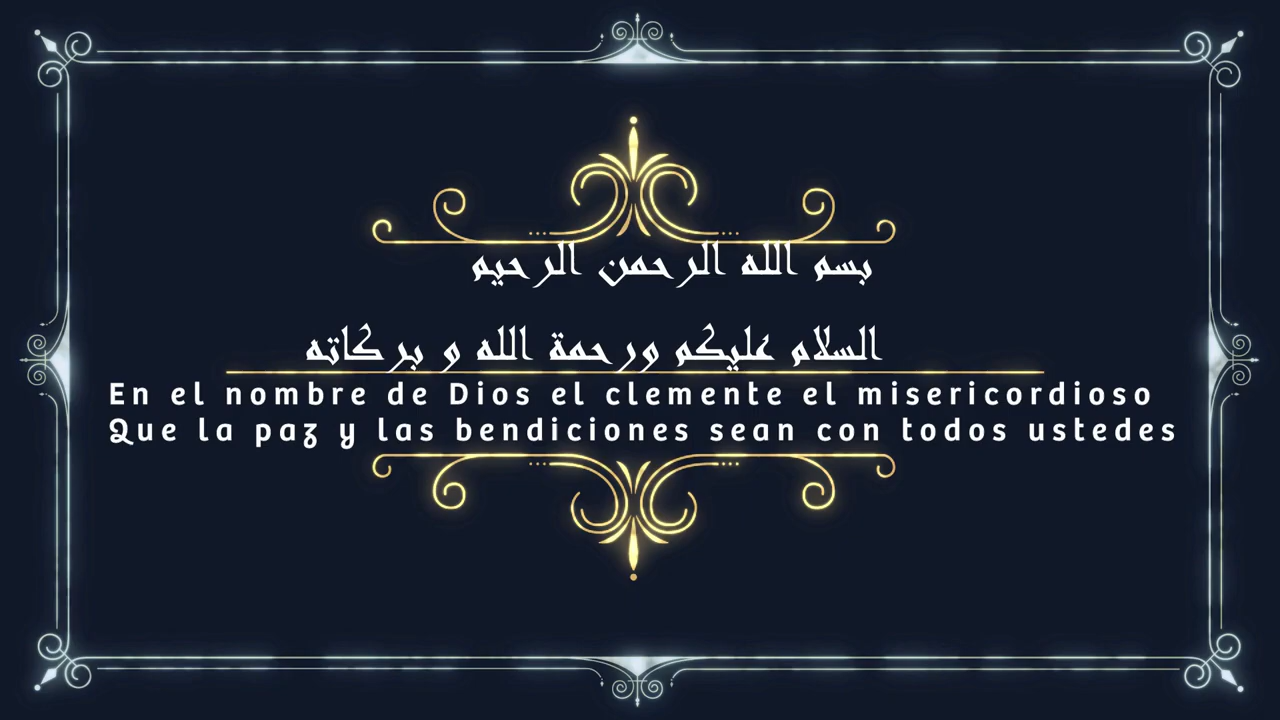 بسم الله الرحمن الرحيم
السلام عليكم ورحمة الله و بركاته
En el nombre de Dios el clemente el misericordioso
Que la paz y las bendiciones sean con todos ustedes